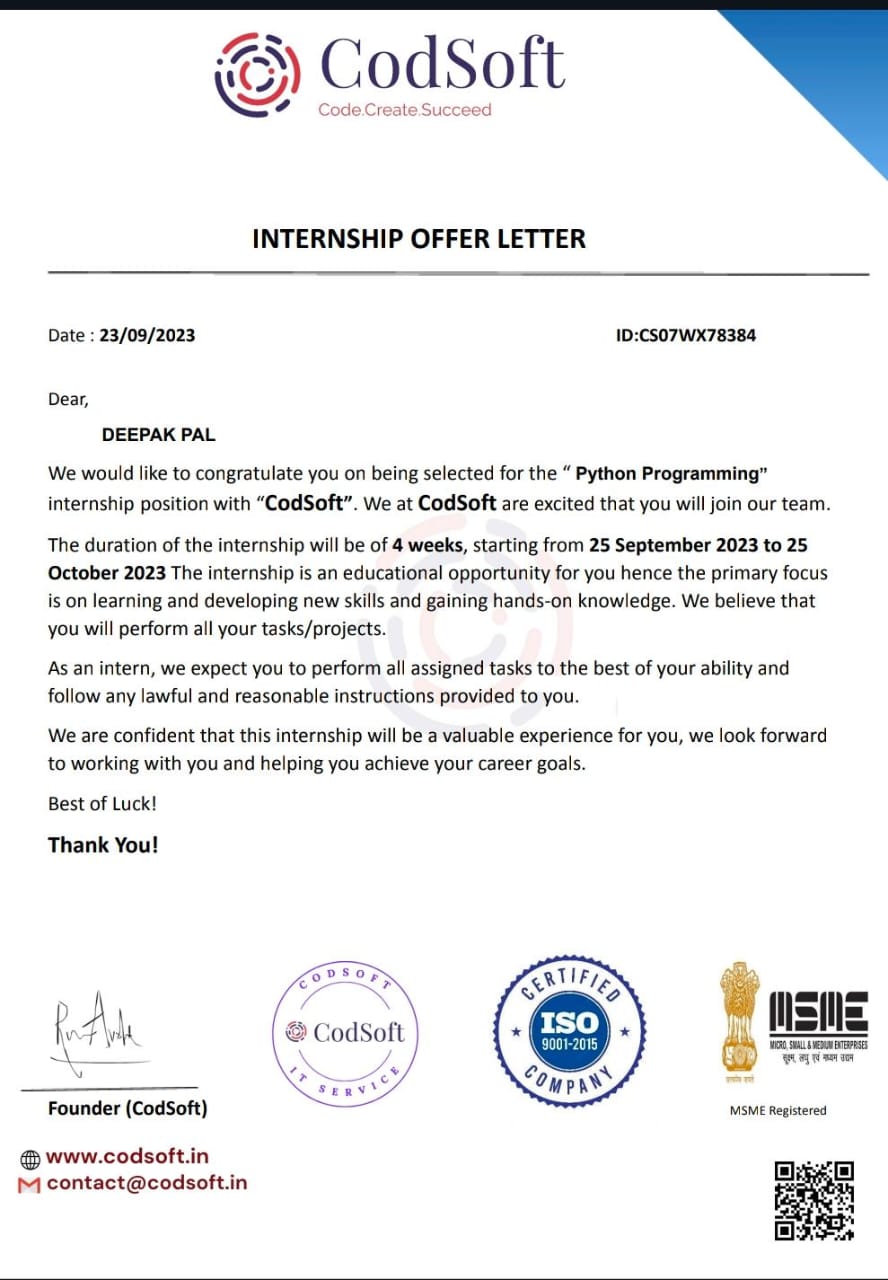 CodSoft
Code.Create.Succeed
INTERNSHIP OFFER LETTER
Date : 23/09/2023
ID:CS07WX78384
Dear,
DEEPAK PAL
We would like to congratulate you on being selected for the “ Python Programming”
internship position with “CodSoft”. We at CodSoft are excited that you will join our team.
The duration of the internship will be of 4 weeks, starting from 25 September 2023 to 25
October 2023 The internship is an educational opportunity for you hence the primary focus
is on learning and developing new skills and gaining hands-on knowledge. We believe that
you will perform all your tasks/projects.
As an intern, we expect you to perform all assigned tasks to the best of your ability and
follow any lawful and reasonable instructions provided to you.
We are confident that this internship will be a valuable experience for you, we look forward
to working with you and helping you achieve your career goals.
Best of Luck!
Thank You!
Founder (CodSoft)
CODSOFT
CodSoft
IT SERVICE
CERTIFIED
ISO
9001-2015
COMPANY
सत्यमेव जयते
MSME
MICRO, SMALL & MEDIUM ENTERPRISES
सूक्ष्म, लघु एवं मध्यम उद्यम
MSME Registered
www.codsoft.in
contact@codsoft.in